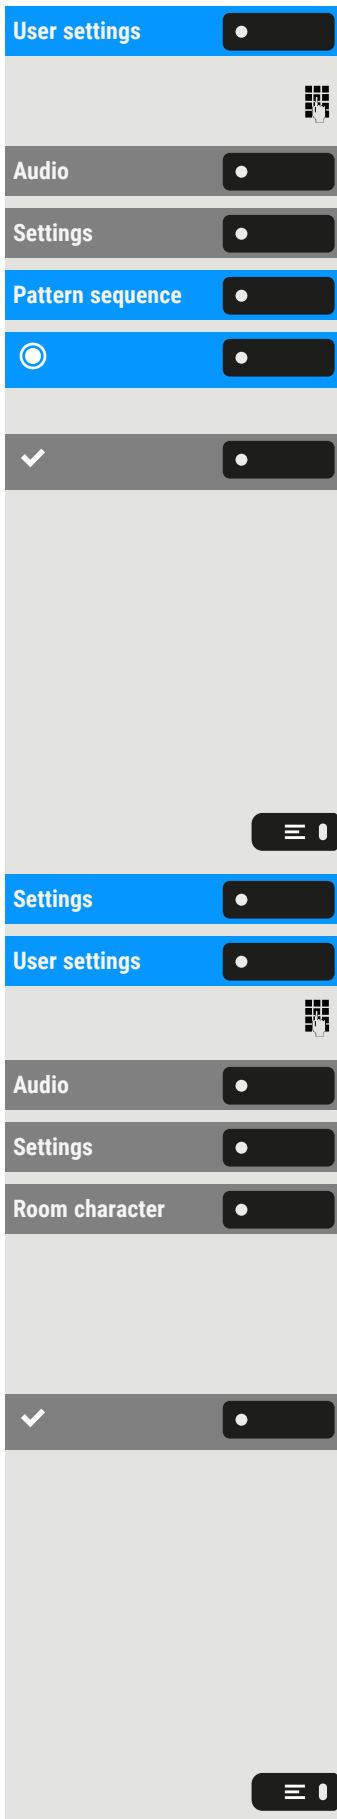 User settings
Audio
Settings
Pattern sequence
Settings
User settings
Audio
Settings
Room character